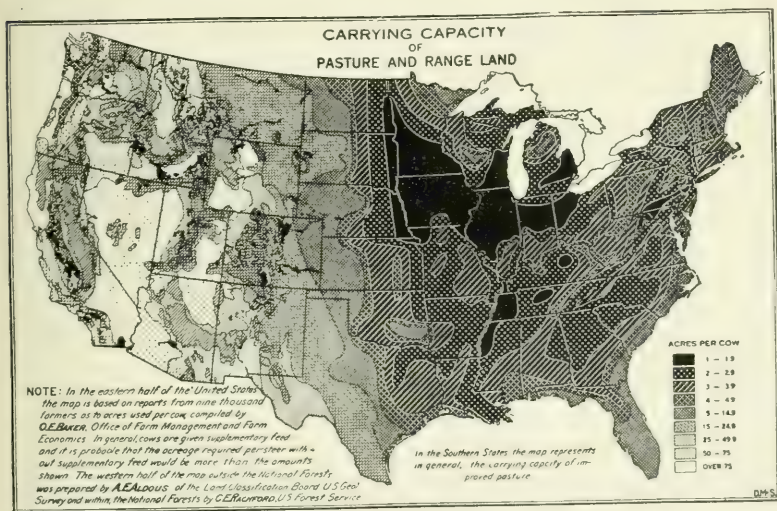 CARRYING CAPACITY
OF
PASTURE AND RANGE LAND
NOTE: In the eastern half of the United States
the map is based on reports from nine thousand
farmers as to acres used per cow, compiled by
O.E.BAKER, Office of Farm Management and Farm
Economics. In general, cows are given supplementary feed
and it is probable that the acreage required per steer with-
out supplementary feed would be more than the amounts
shown. The western half of the map outside the National Forests
was prepared by A.E.ALDOUS of the Land Classification Board U.S Geol
Survey and within, the National Forests by C.E.RACHFORD, U.S Forest Service
In the Southern States the map represents
in general, the carrying capacity of im-
proved pasture
ACRES PER COW
1 - 1.9
2 - 2.9
3 - 3.9
4 - 4.9
5 - 14.9
15 - 24.9
25 - 49.9
50 - 75
OVER 75